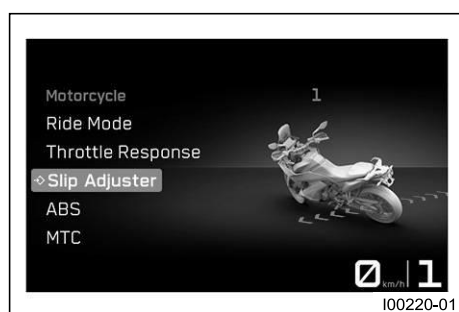 Motorcycle 1
Ride Mode
Throttle Response
Slip Adjuster
ABS
MTC
0 km/h 1
I00220-01